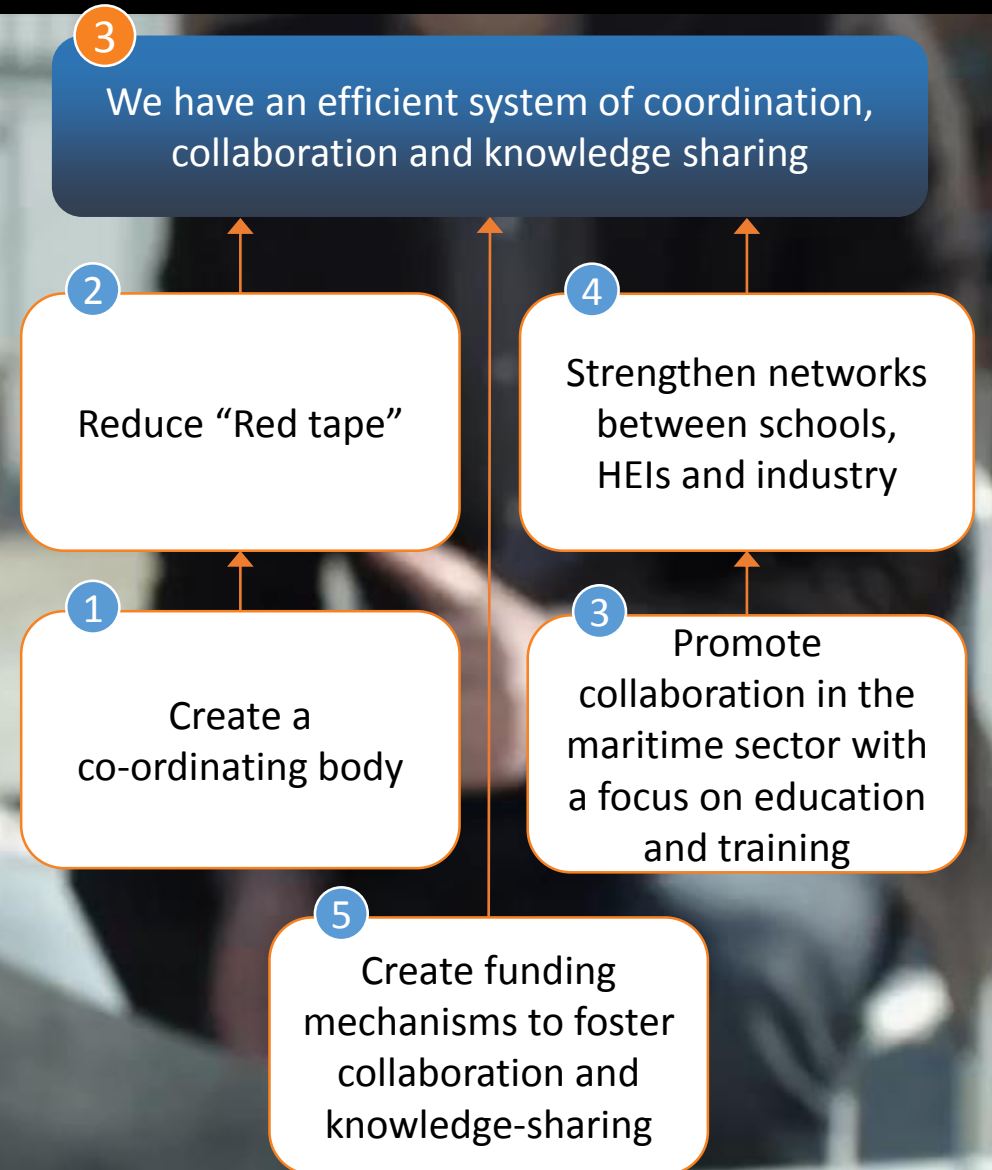 3
We have an efficient system of coordination,
collaboration and knowledge sharing
2
Reduce “Red tape”
4
Strengthen networks
between schools,
HEIs and industry
1
Create a
co-ordinating body
3
Promote
collaboration in the
maritime sector with
a focus on education
and training
5
Create funding
mechanisms to foster
collaboration and
knowledge-sharing